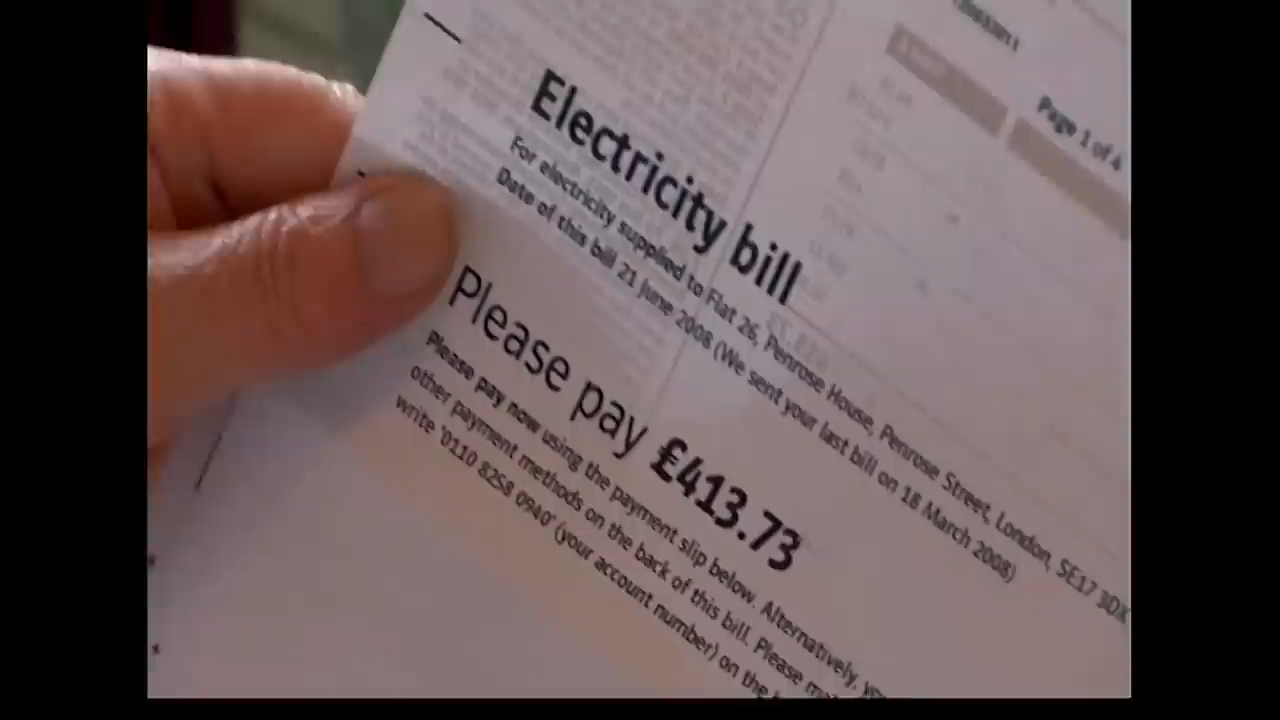 Page 1 of 4
Electricity bill
For electricity supplied to Flat 26, Penrose House, Penrose Street, London, SE17 3DX
Date of this bill 21 June 2008 (We sent your last bill on 18 March 2008)
Please pay £413.73
Please pay now using the payment slip below. Alternatively,
other payment methods on the back of this bill. Please
write '0110 8258 0940' (your account number) on the